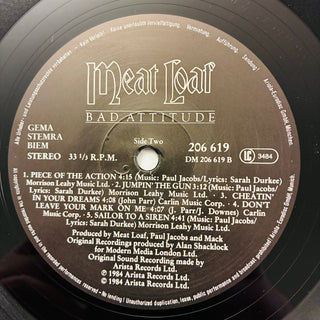 Meat Loaf
BAD ATTITUDE
GEMA
STEMRA
BIEM
STEREO 33 1/3 R.P.M.
Side Two
206 619
DM 206 619 B
LC 3484
1. PIECE OF THE ACTION 4:15 (Music: Paul Jacobs/Lyrics: Sarah Durkee)
Morrison Leahy Music Ltd. · 2. JUMPIN' THE GUN 3:12 (Music: Paul Jacobs/
Lyrics: Sarah Durkee) Morrison Leahy Music Ltd. · 3. CHEATIN'
IN YOUR DREAMS 4:08 (John Parr) Carlin Music Corp. · 4. DON'T
LEAVE YOUR MARK ON ME 4:07 (J. Parr/J. Downes) Carlin
Music Corp. · 5. SAILOR TO A SIREN 4:41 (Music: Paul Jacobs/
Lyrics: Sarah Durkee) Morrison Leahy Music Ltd.
Produced by Meat Loaf, Paul Jacobs and Mack
Original Recordings produced by Alan Shacklock
for Modern Media London Ltd.
Original Sound Recording made by
Arista Records Ltd.
℗ 1984 Arista Records Ltd.
© 1984 Arista Records Ltd.